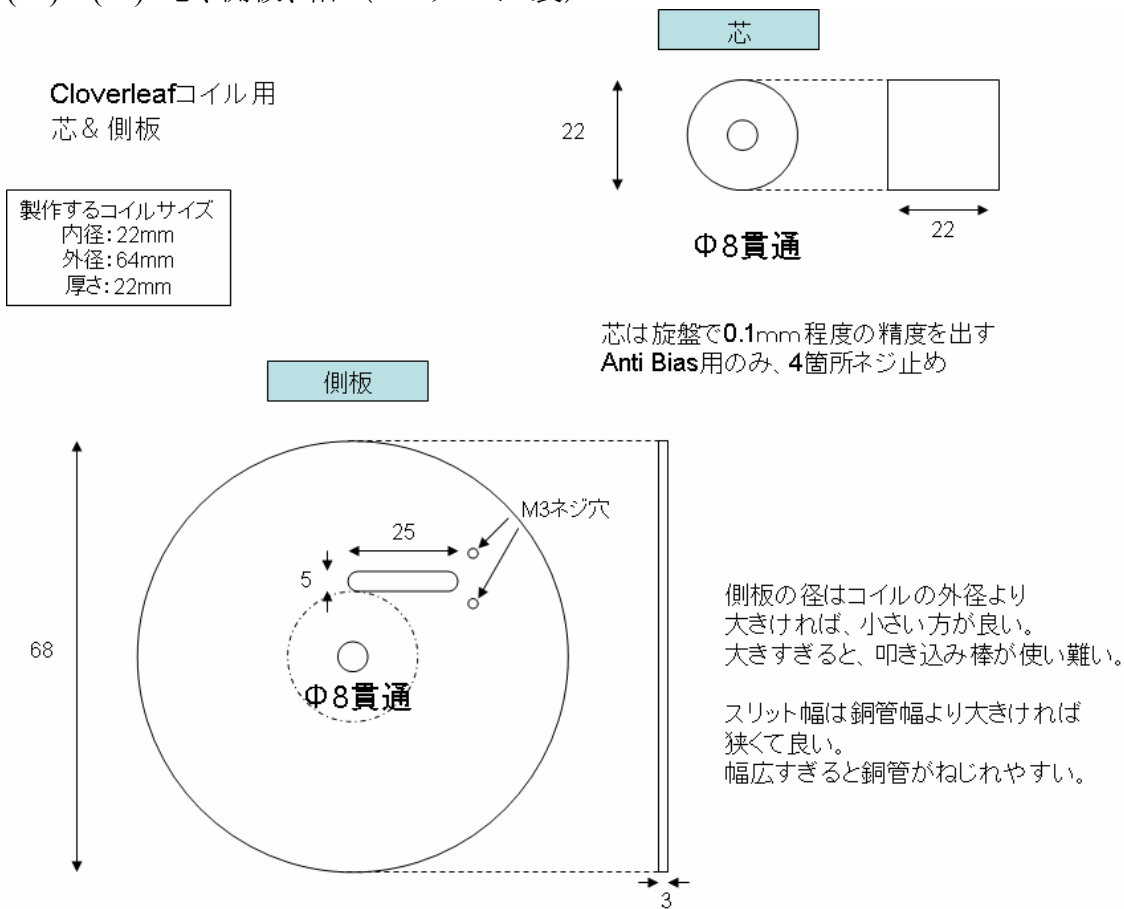 芯
Cloverleafコイル用
芯&側板
22
製作するコイルサイズ
内径:22mm
外径:64mm
厚さ:22mm
22
Φ8貫通
芯は旋盤で0.1mm程度の精度を出す
Anti Bias用のみ、4箇所ネジ止め
側板
M3ネジ穴
25
5
68
Φ8貫通
側板の径はコイルの外径より
大きければ、小さい方が良い。
大きすぎると、叩き込み棒が使い難い。
スリット幅は銅管幅より大きければ
狭くて良い。
幅広すぎると銅管がねじれやすい。
3